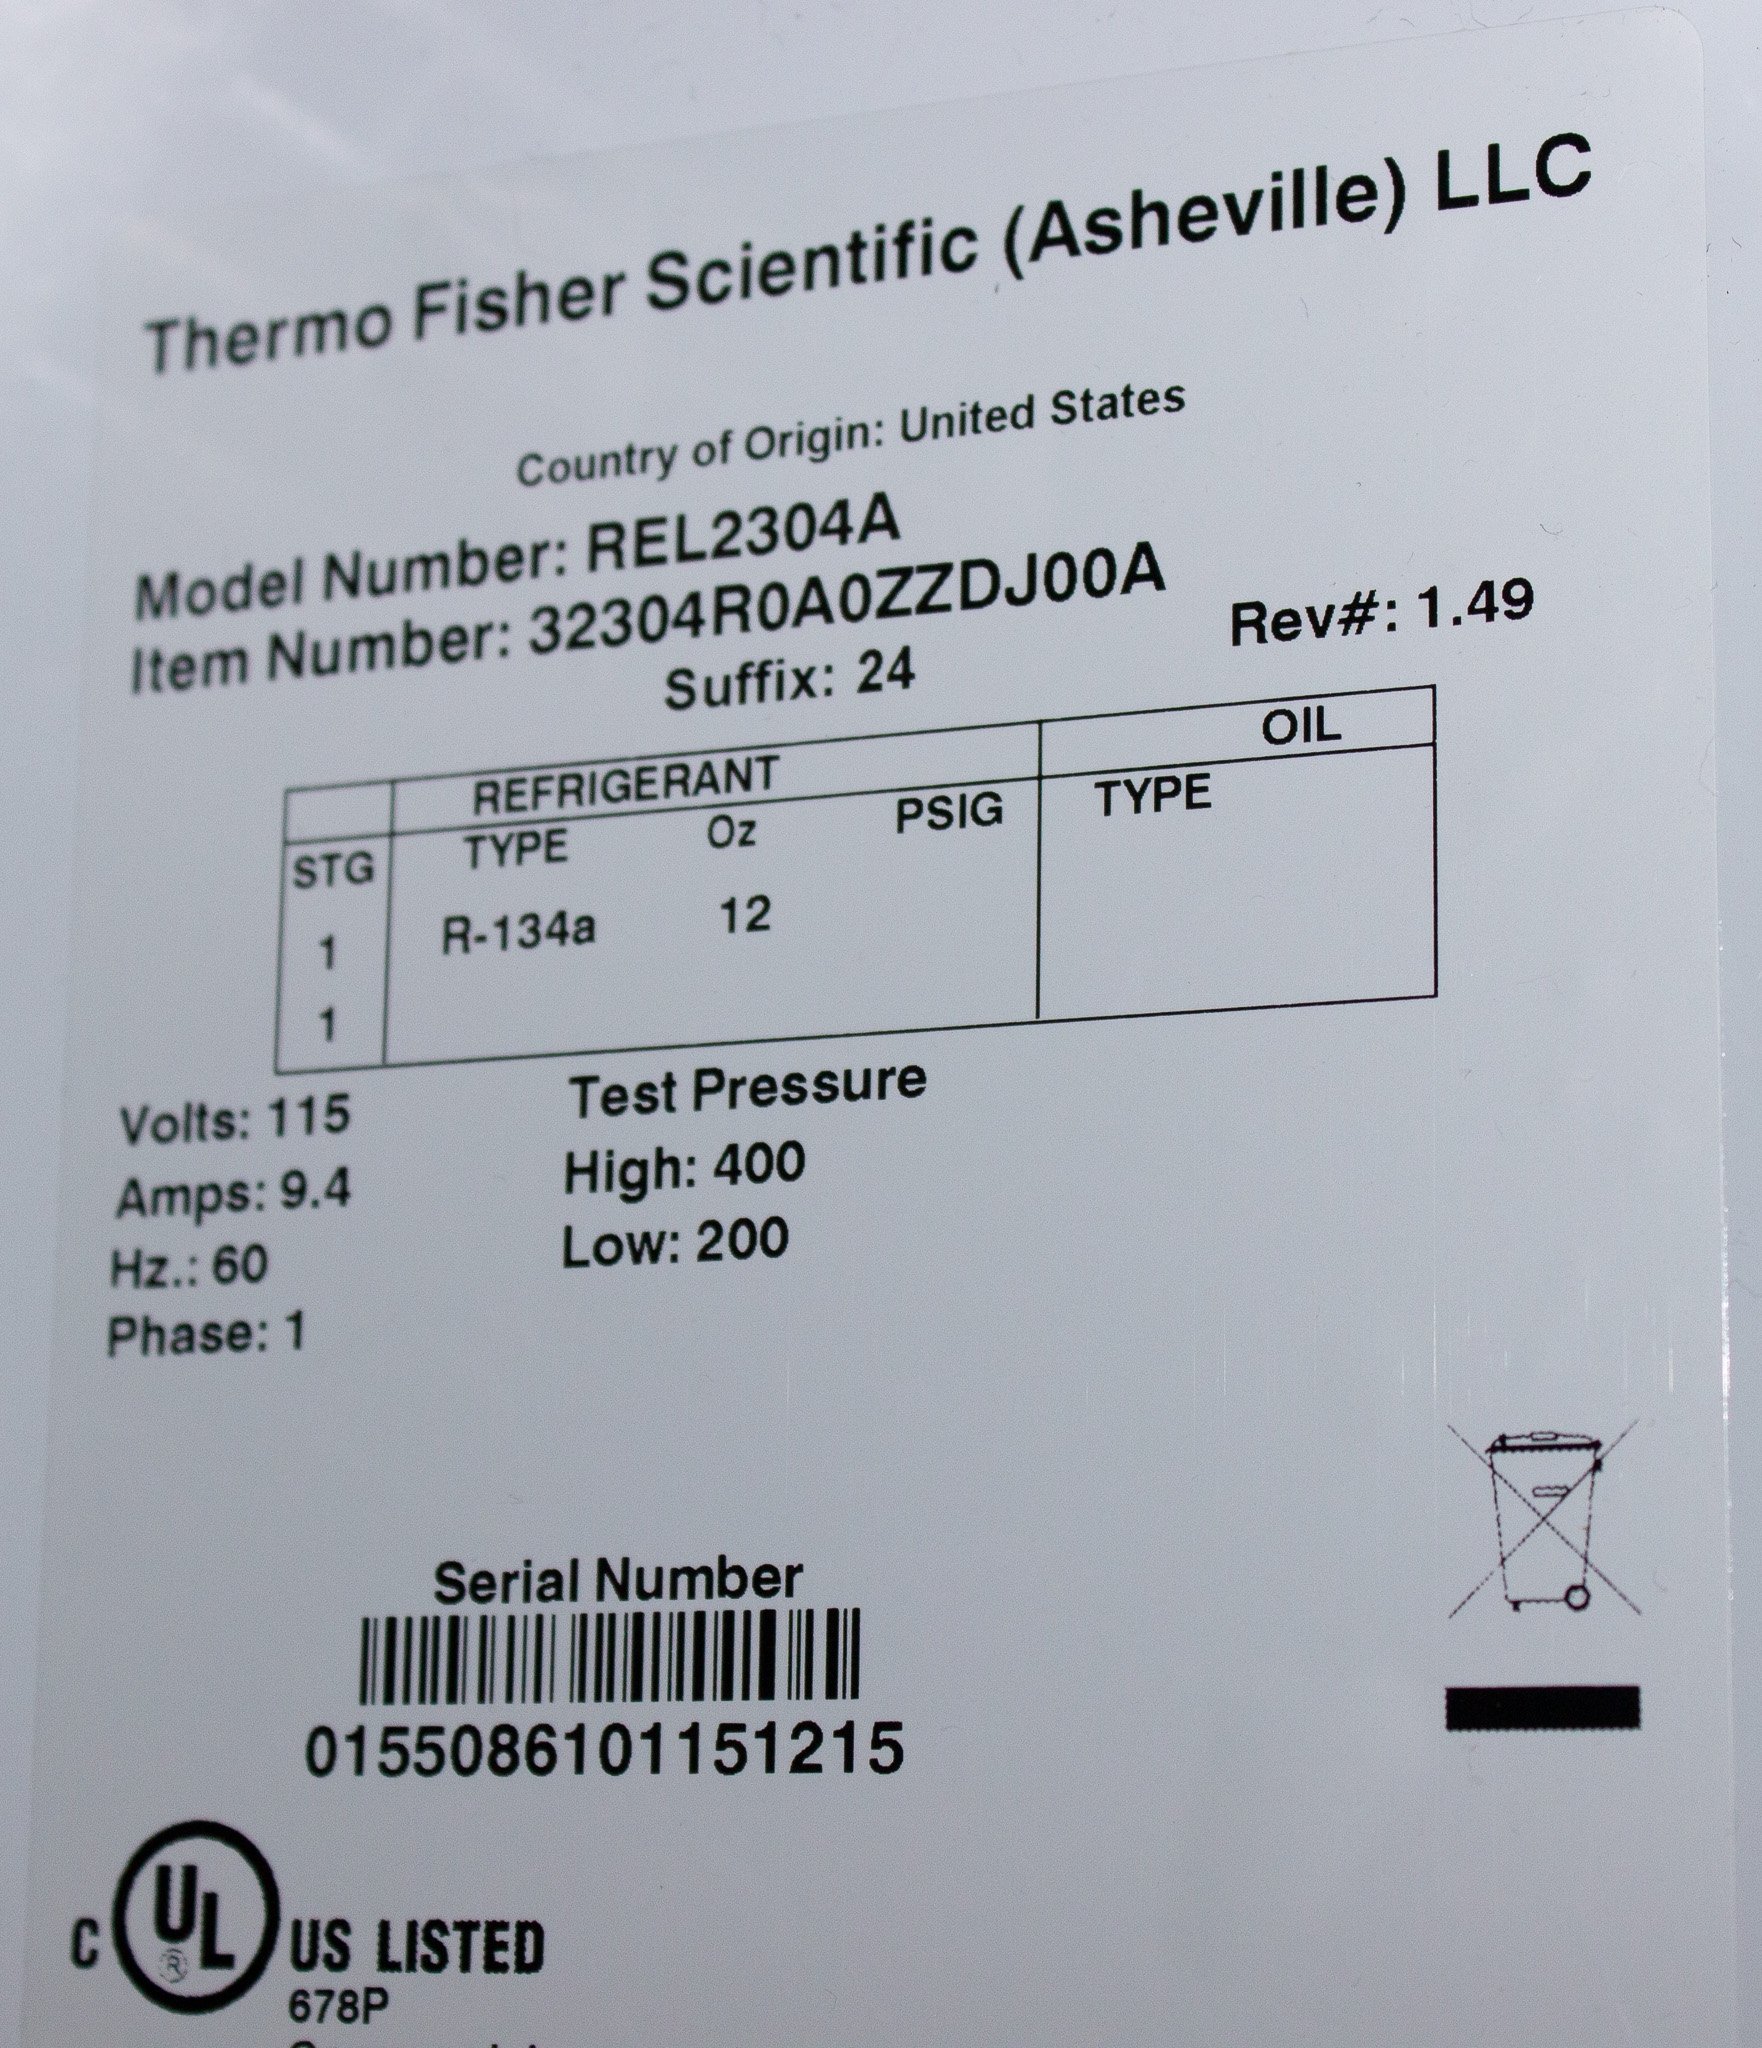 Thermo Fisher Scientific (Asheville) LLC
Country of Origin: United States
Model Number: REL2304A
Item Number: 32304R0A0ZZDJ00A
Rev#: 1.49
Suffix: 24
REFRIGERANT OIL
STG TYPE Oz PSIG TYPE
1 R-134a 12
1
Volts: 115
Amps: 9.4
Hz.: 60
Phase: 1
Test Pressure
High: 400
Low: 200
Serial Number
0155086101151215
C UL ® US LISTED
678P